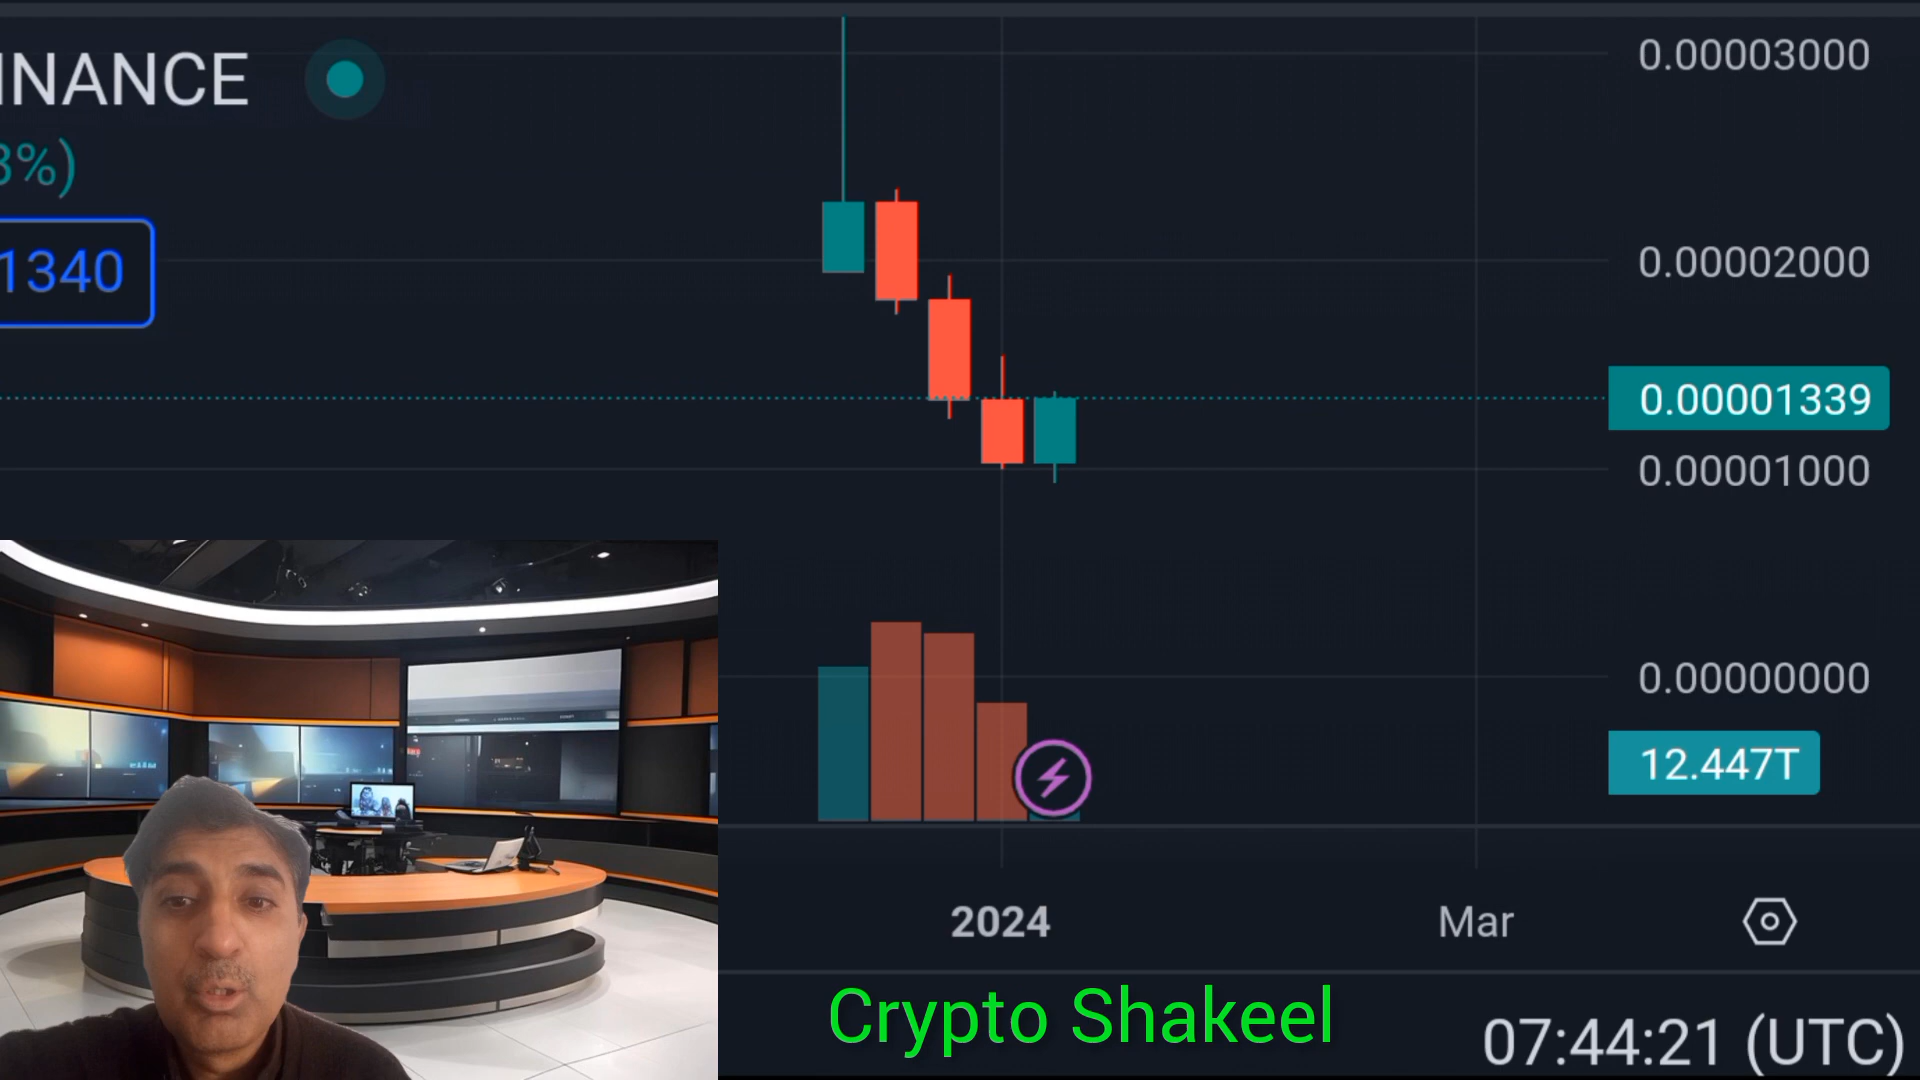 INANCE
3%)
1340
0.00003000
0.00002000
0.00001339
0.00001000
0.00000000
12.447T
2024
Mar
Crypto Shakeel
07:44:21 (UTC)